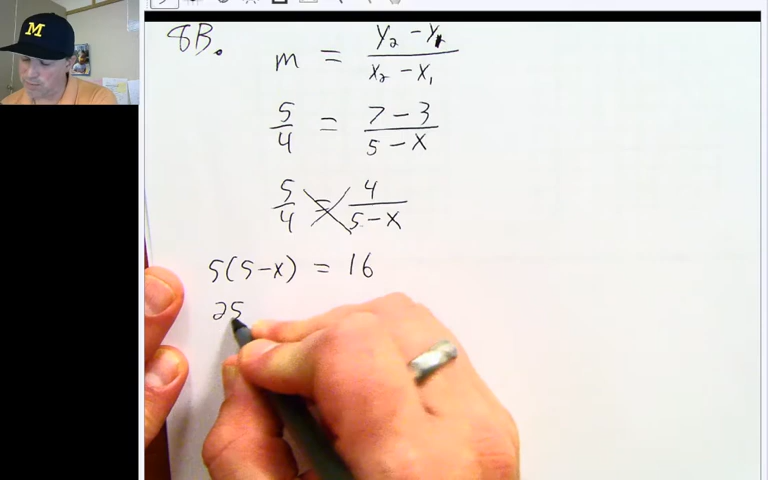 M
8B.
m = y₂ - y₁ / x₂ - x₁
5/4 = 7 - 3 / 5 - x
5/4 = 4 / 5 - x
5(5 - x) = 16
25